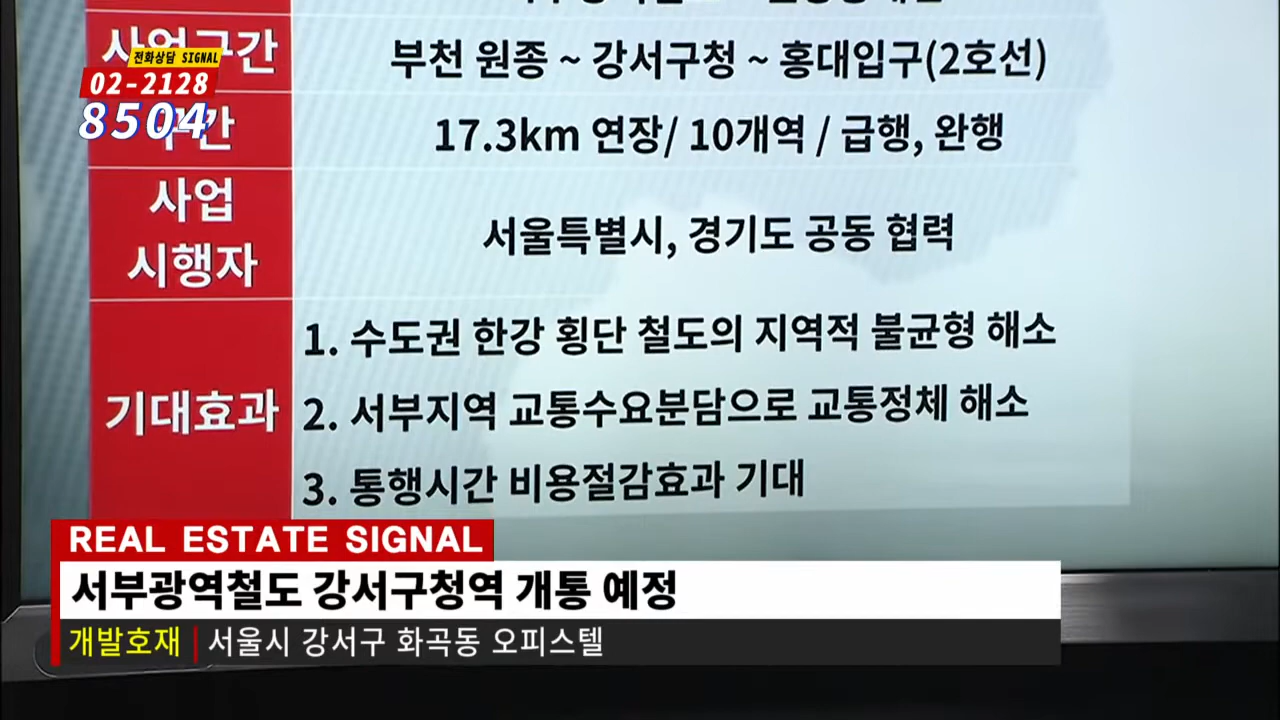 전화상담 SIGNAL
02-2128
8504
사업구간
부천 원종 ~ 강서구청 ~ 홍대입구(2호선)
17.3km 연장/ 10개역 / 급행, 완행
사업
시행자
서울특별시, 경기도 공동 협력
기대효과
1. 수도권 한강 횡단 철도의 지역적 불균형 해소
2. 서부지역 교통수요분담으로 교통정체 해소
3. 통행시간 비용절감효과 기대
REAL ESTATE SIGNAL
서부광역철도 강서구청역 개통 예정
개발호재 | 서울시 강서구 화곡동 오피스텔